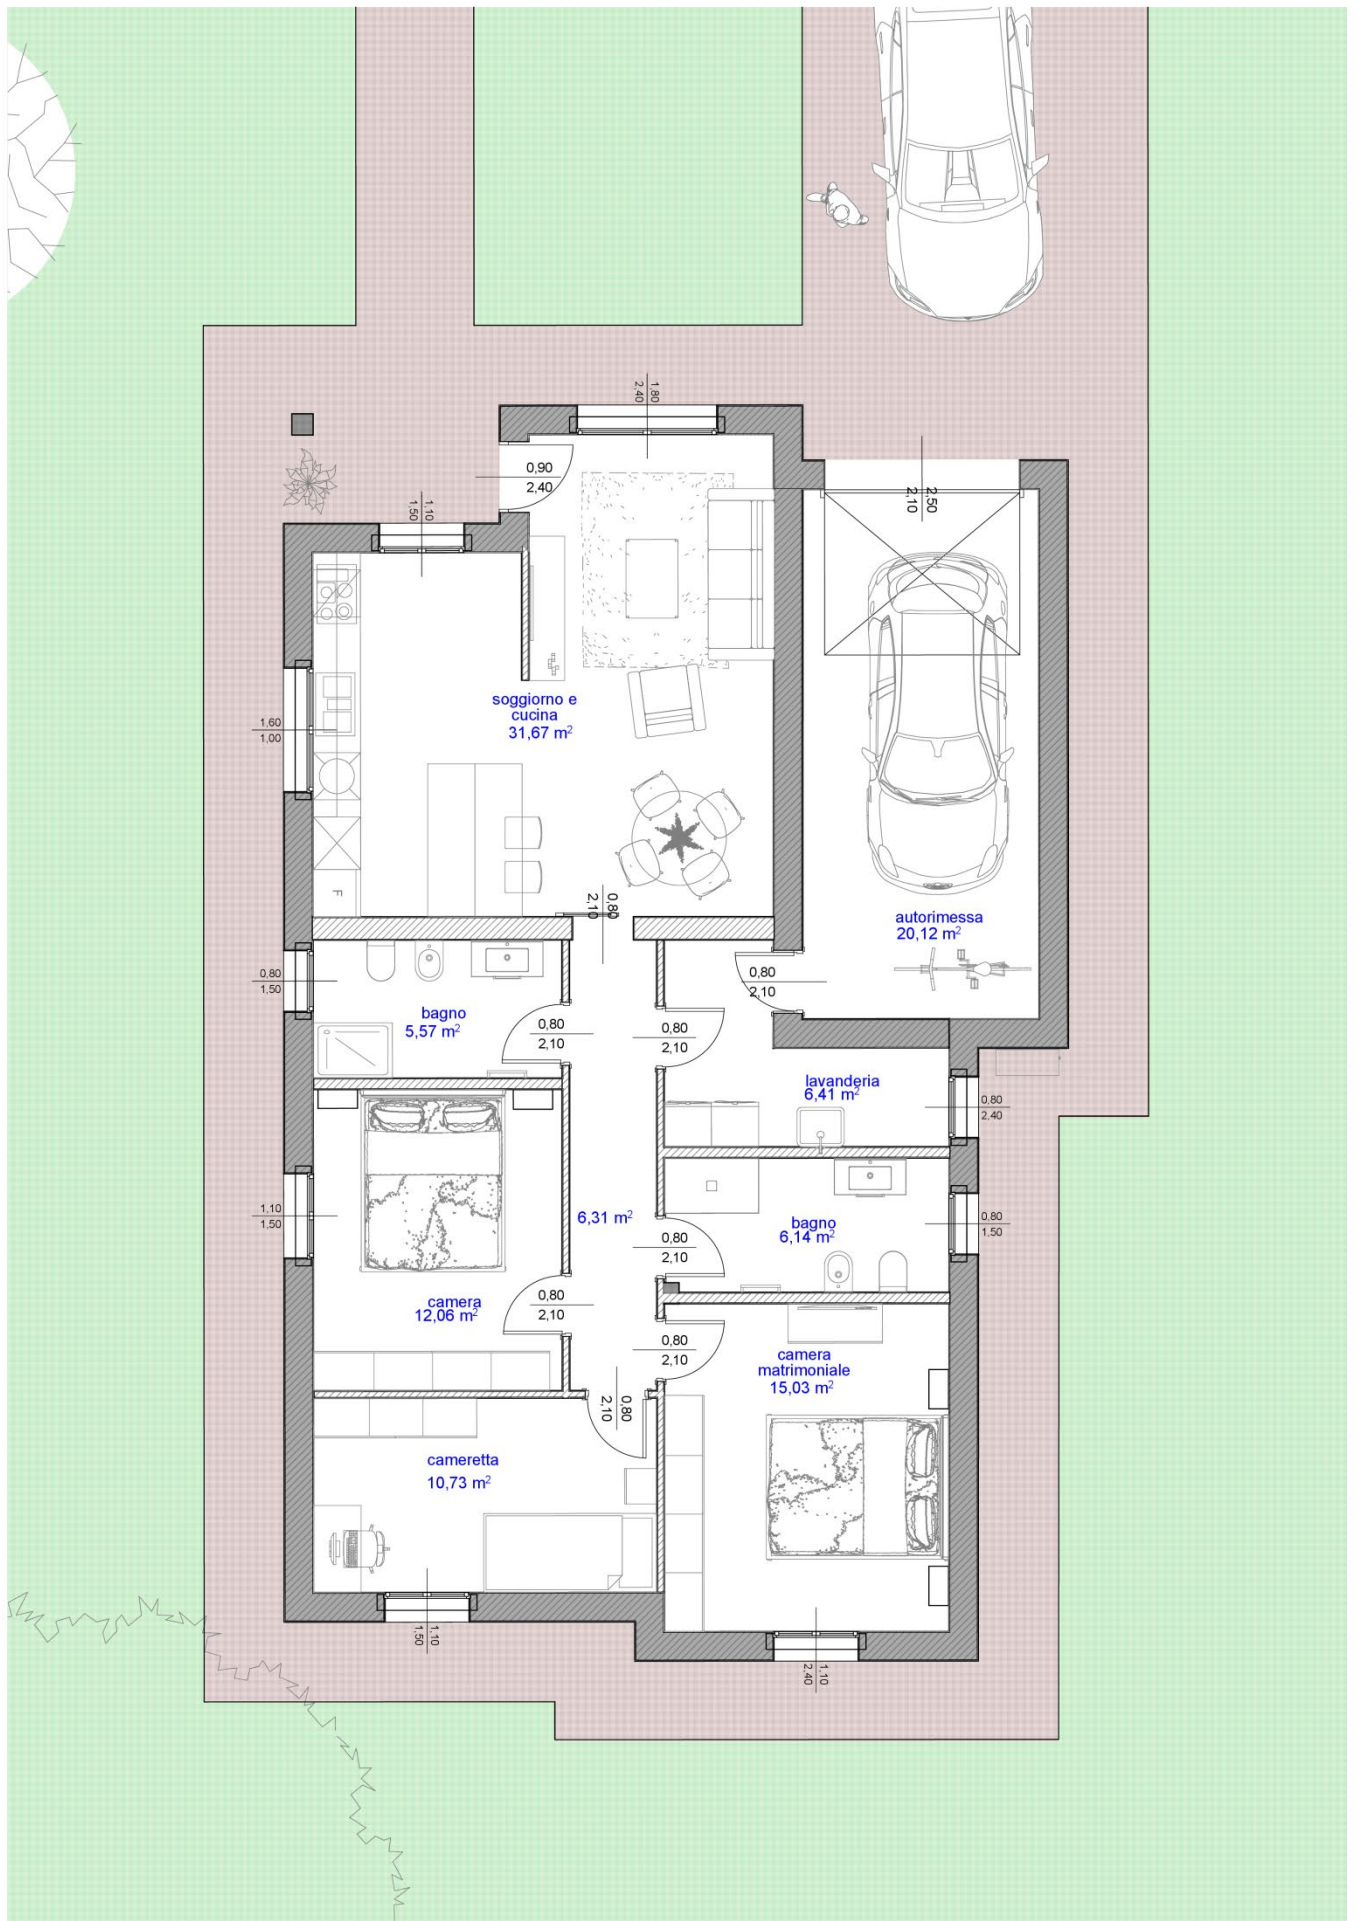 2,40
1,80
0,90
2,40
1,50
1,10
2,10
2,50
soggiorno e
cucina
31,67 m²
1,60
1,00
F
2,10
0,80
autorimessa
20,12 m²
0,80
1,50
0,80
2,10
bagno
5,57 m²
0,80
2,10
0,80
2,10
lavanderia
6,41 m²
0,80
2,40
1,10
1,50
6,31 m²
bagno
6,14 m²
0,80
1,50
0,80
2,10
camera
12,06 m²
0,80
2,10
0,80
2,10
camera
matrimoniale
15,03 m²
2,10
0,80
cameretta
10,73 m²
1,50
1,10
2,40
1,10